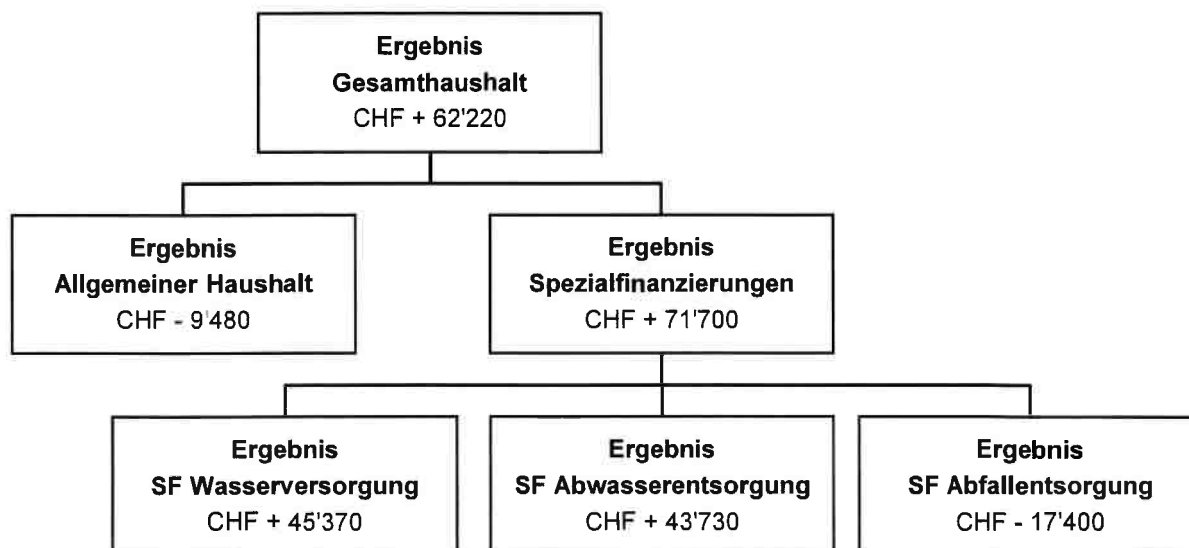 Ergebnis
Gesamthaushalt
CHF + 62'220
Ergebnis
Allgemeiner Haushalt
CHF - 9'480
Ergebnis
Spezialfinanzierungen
CHF + 71'700
Ergebnis
SF Wasserversorgung
CHF + 45'370
Ergebnis
SF Abwasserentsorgung
CHF + 43'730
Ergebnis
SF Abfallentsorgung
CHF - 17'400